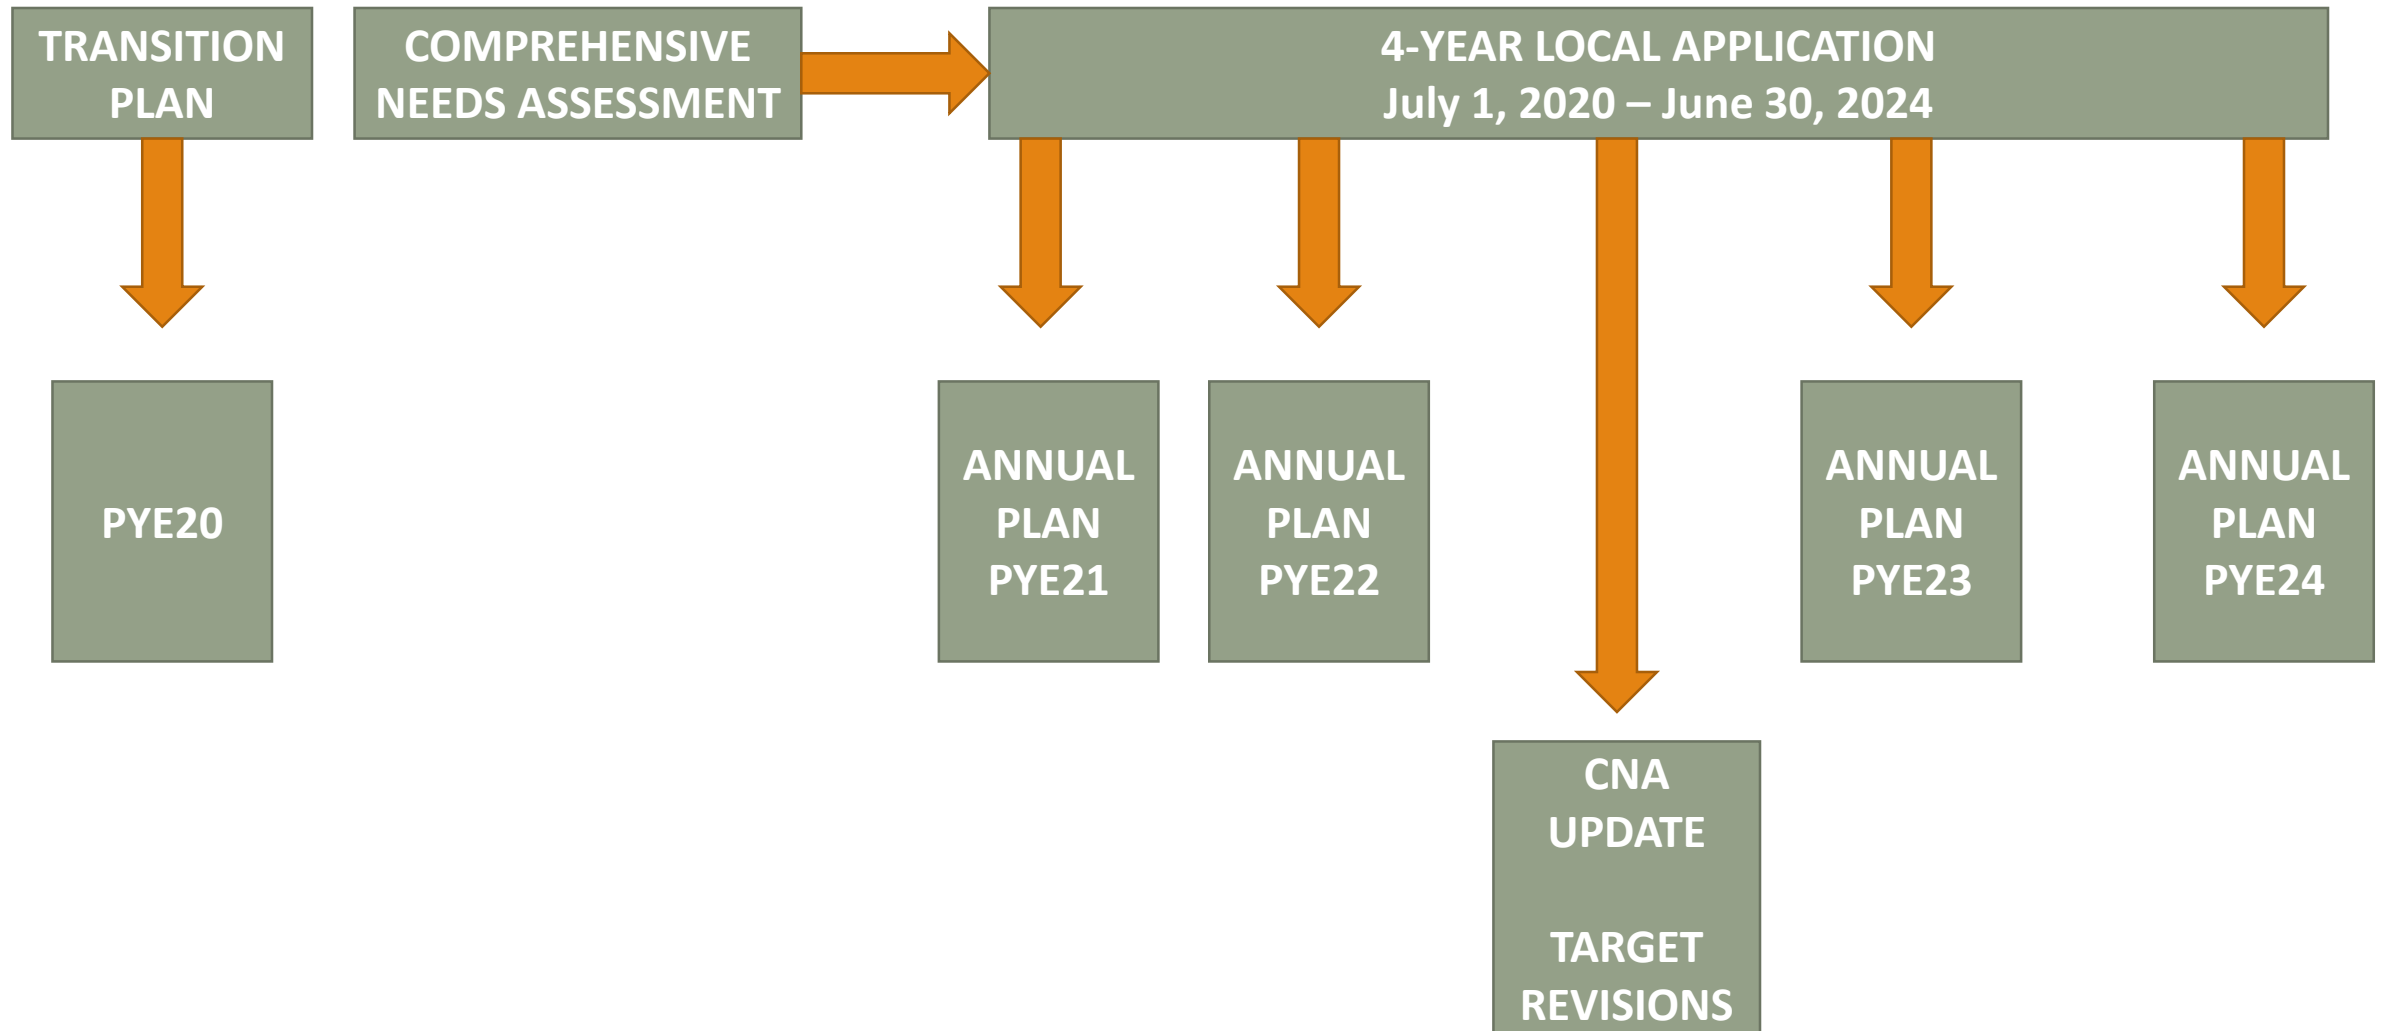 TRANSITION
PLAN
COMPREHENSIVE
NEEDS ASSESSMENT
4-YEAR LOCAL APPLICATION
July 1, 2020 – June 30, 2024
PYE20
ANNUAL
PLAN
PYE21
ANNUAL
PLAN
PYE22
ANNUAL
PLAN
PYE23
ANNUAL
PLAN
PYE24
CNA
UPDATE
TARGET
REVISIONS